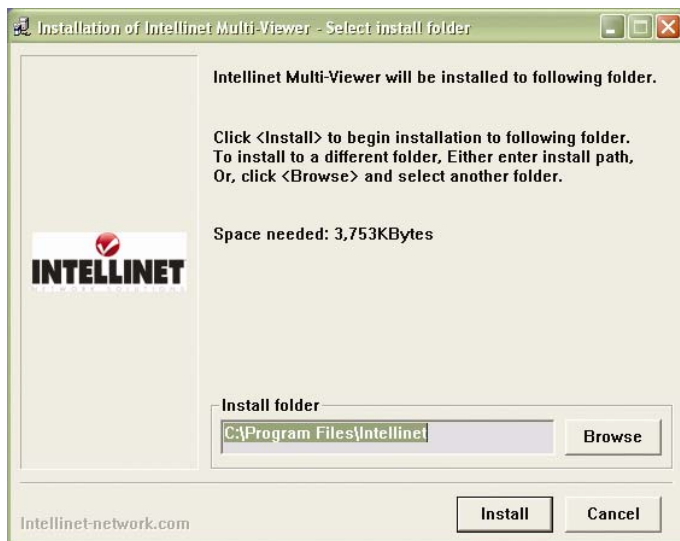 Installation of Intellinet Multi-Viewer - Select install folder
Intellinet Multi-Viewer will be installed to following folder.
Click <Install> to begin installation to following folder.
To install to a different folder, Either enter install path,
Or, click <Browse> and select another folder.
Space needed: 3,753KBytes
INTELLINET
NETWORK SOLUTIONS
Install folder
C:\Program Files\Intellinet
Browse
Intellinet-network.com
Install
Cancel